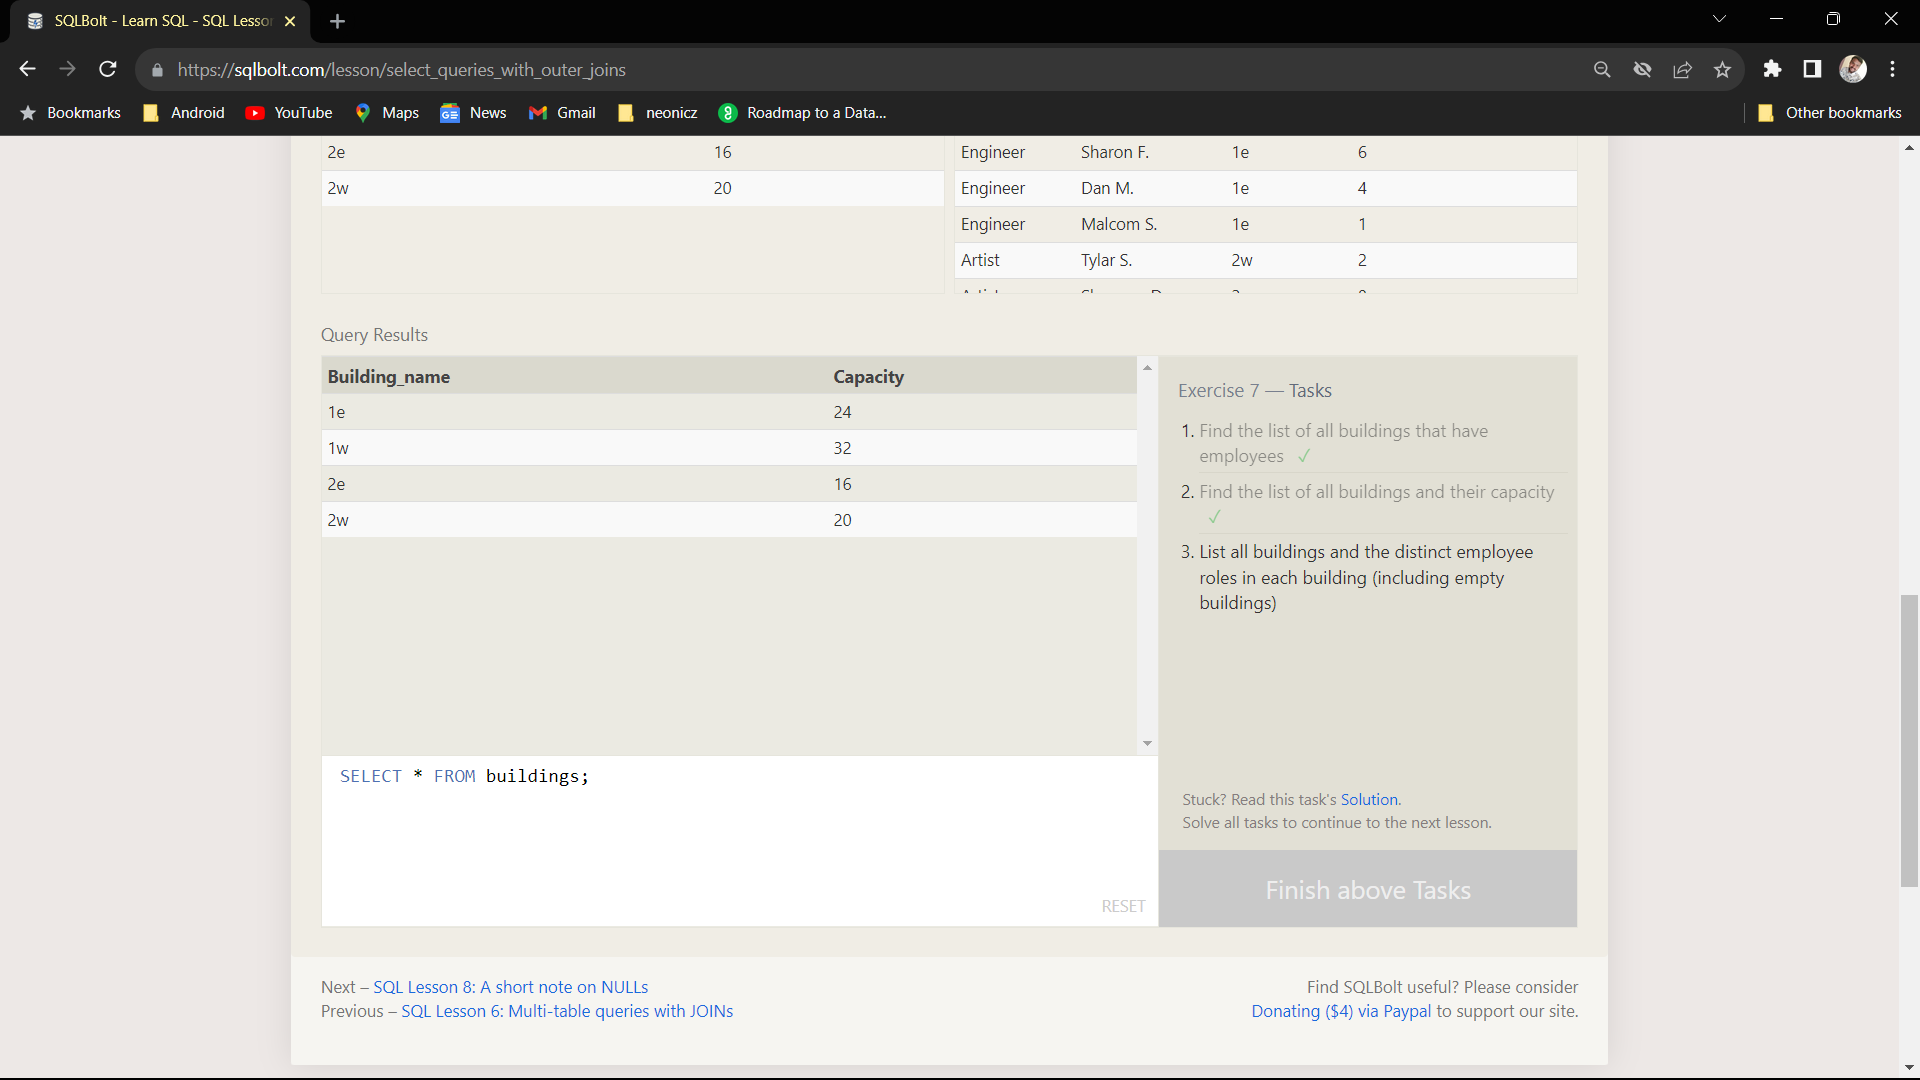 SQLBolt - Learn SQL - SQL Lesso
https://sqlbolt.com/lesson/select_queries_with_outer_joins
Bookmarks Android YouTube Maps News Gmail neonicz Roadmap to a Data... Other bookmarks
2e 16
2w 20
Engineer Sharon F. 1e 6
Engineer Dan M. 1e 4
Engineer Malcom S. 1e 1
Artist Tylar S. 2w 2
Query Results
Building_name Capacity
1e 24
1w 32
2e 16
2w 20
Exercise 7 — Tasks
1. Find the list of all buildings that have
employees ✓
2. Find the list of all buildings and their capacity
✓
3. List all buildings and the distinct employee
roles in each building (including empty
buildings)
SELECT * FROM buildings;
RESET
Stuck? Read this task's Solution.
Solve all tasks to continue to the next lesson.
Finish above Tasks
Next – SQL Lesson 8: A short note on NULLs
Previous – SQL Lesson 6: Multi-table queries with JOINs
Find SQLBolt useful? Please consider
Donating ($4) via Paypal to support our site.